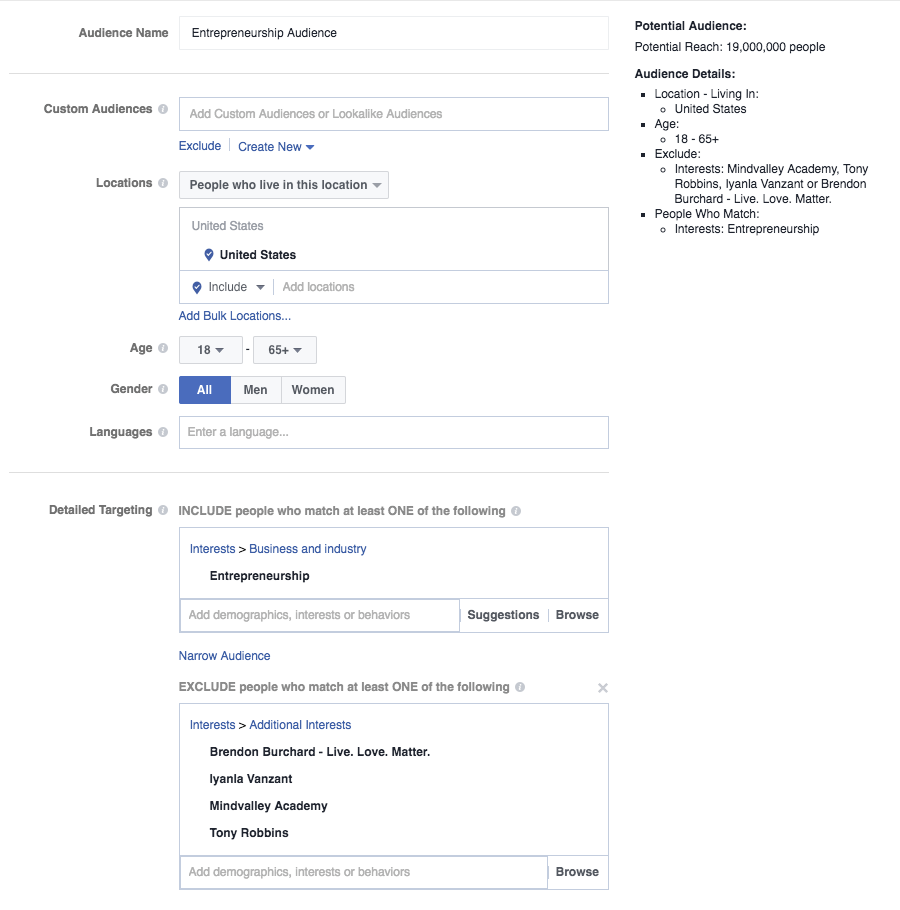 Audience Name
Entrepreneurship Audience
Custom Audiences
Add Custom Audiences or Lookalike Audiences
Exclude
Create New
Locations
People who live in this location
United States
United States
Include
Add locations
Add Bulk Locations...
Age
18
-
65+
Gender
All
Men
Women
Languages
Enter a language...
Detailed Targeting
INCLUDE people who match at least ONE of the following
Interests > Business and industry
Entrepreneurship
Add demographics, interests or behaviors
Suggestions
Browse
Narrow Audience
EXCLUDE people who match at least ONE of the following
Interests > Additional Interests
Brendon Burchard - Live. Love. Matter.
Iyanla Vanzant
Mindvalley Academy
Tony Robbins
Add demographics, interests or behaviors
Browse
Potential Audience:
Potential Reach: 19,000,000 people
Audience Details:
Location - Living In:
United States
Age:
18 - 65+
Exclude:
Interests: Mindvalley Academy, Tony
Robbins, Iyanla Vanzant or Brendon
Burchard - Live. Love. Matter.
People Who Match:
Interests: Entrepreneurship